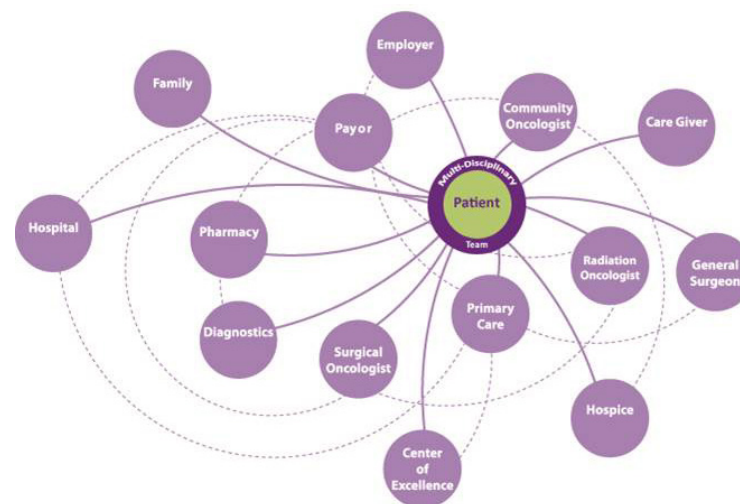 Employer
Family
Community
Oncologist
Care Giver
Payor
Multi-Disciplinary
Patient
Team
Hospital
Pharmacy
Radiation
Oncologist
General
Surgeon
Primary
Care
Diagnostics
Surgical
Oncologist
Hospice
Center
of
Excellence